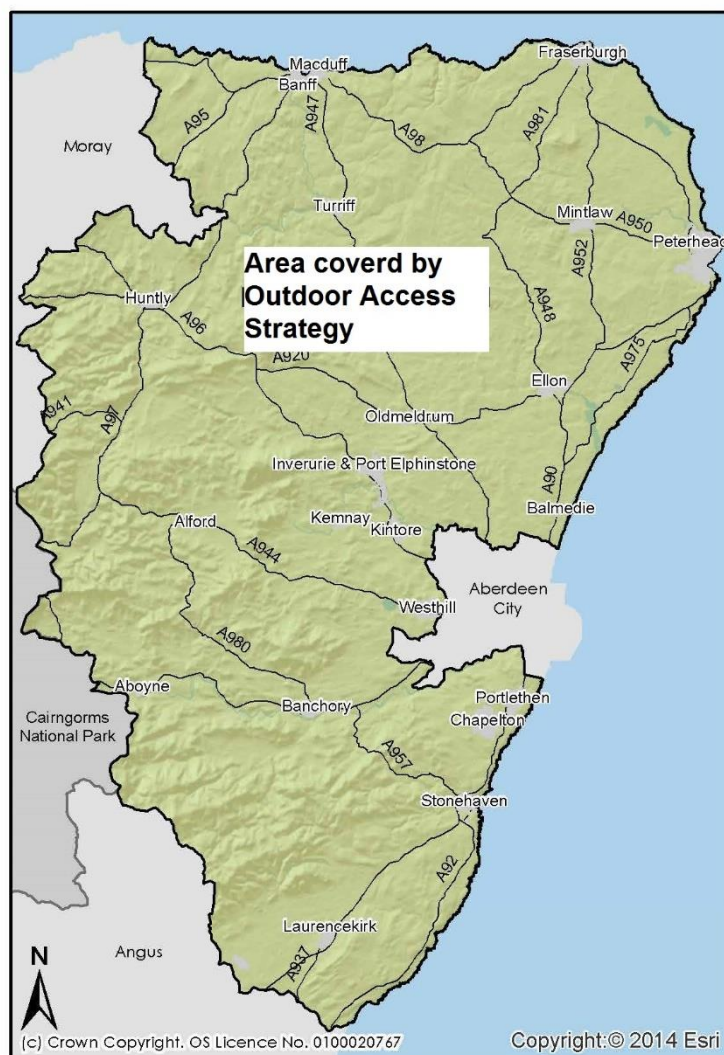 Fraserburgh
Macduff
Banff
A98
A947
A981
A95
Moray
Turriff
Mintlaw
A950
A952
Peterhead
Area coverd by
Outdoor Access
Strategy
Huntly
A96
A948
A920
A975
Ellon
A941
A97
Oldmeldrum
Inverurie & Port Elphinstone
A90
Balmedie
Kemnay
Kintore
Alford
A944
Aberdeen
City
Westhill
A980
Aboyne
Banchory
Portlethen
Chapelton
Cairngorms
National Park
A957
Stonehaven
A92
Laurencekirk
A937
Angus
N
(c) Crown Copyright. OS Licence No. 0100020767
Copyright:© 2014 Esri